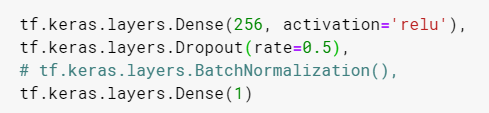 tf.keras.layers.Dense(256, activation='relu'),
tf.keras.layers.Dropout(rate=0.5),
# tf.keras.layers.BatchNormalization(),
tf.keras.layers.Dense(1)